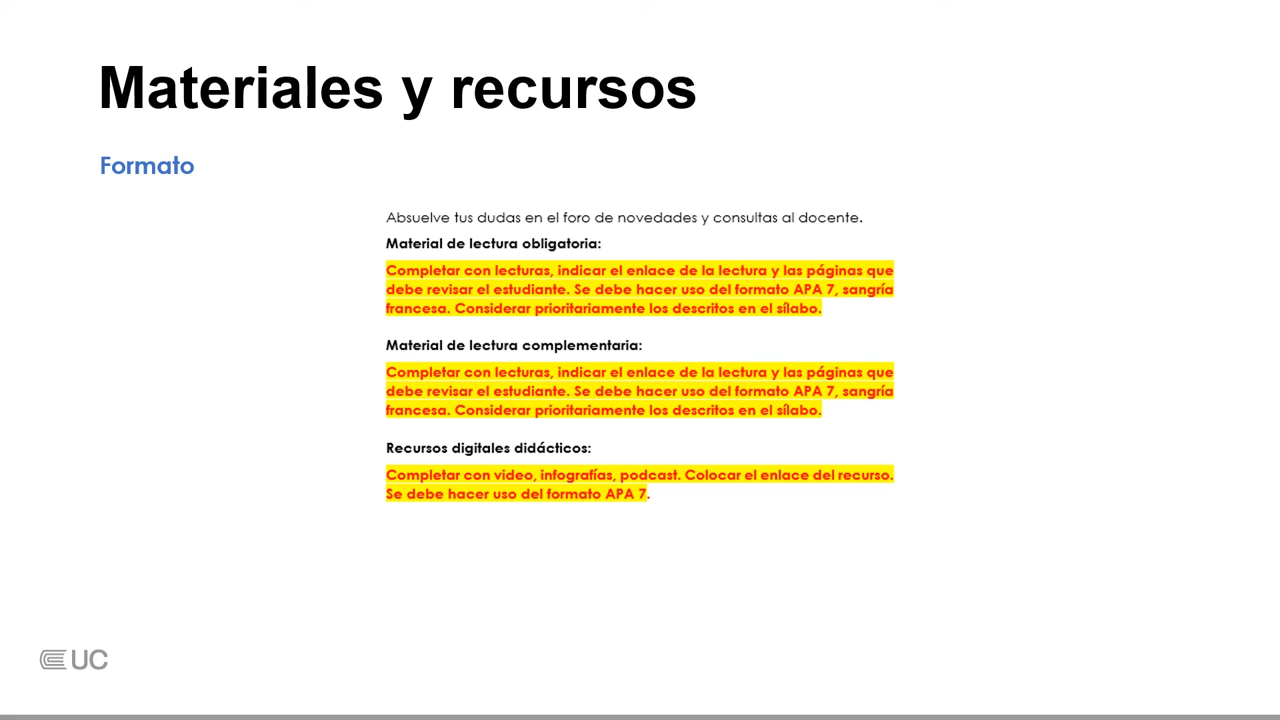 Materiales y recursos
Formato
Absuelve tus dudas en el foro de novedades y consultas al docente.
Material de lectura obligatoria:
Completar con lecturas, indicar el enlace de la lectura y las páginas que
debe revisar el estudiante. Se debe hacer uso del formato APA 7, sangría
francesa. Considerar prioritariamente los descritos en el sílabo.
Material de lectura complementaria:
Completar con lecturas, indicar el enlace de la lectura y las páginas que
debe revisar el estudiante. Se debe hacer uso del formato APA 7, sangría
francesa. Considerar prioritariamente los descritos en el sílabo.
Recursos digitales didácticos:
Completar con video, infografías, podcast. Colocar el enlace del recurso.
Se debe hacer uso del formato APA 7.
UC